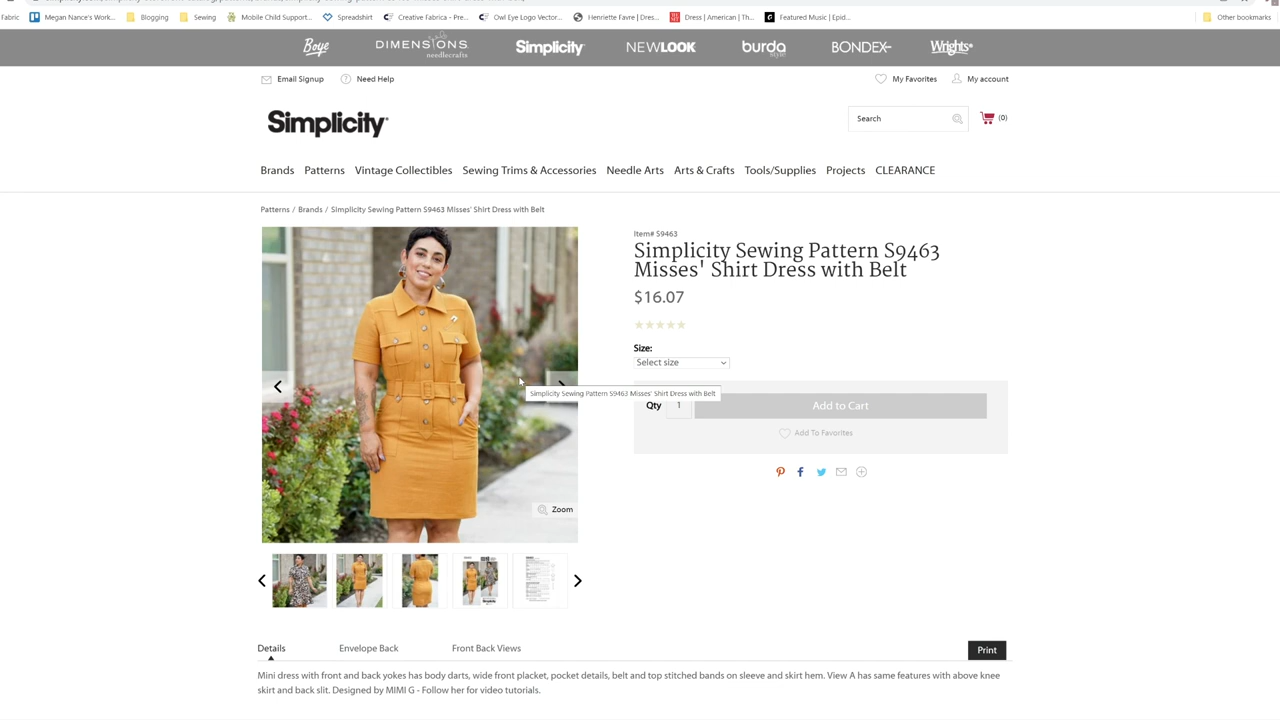 Fabric
Megan Nance's Work...
Blogging
Sewing
Mobile Child Support...
Spreadshirt
Creative Fabrica - Pre...
Owl Eye Logo Vector...
Henriette Favre | Dres...
Dress | American | Th...
Featured Music | Epid...
Other bookmarks
Boye
DIMENSIONS
needlecrafts
Simplicity
NEWLOOK
burda
style
BONDEX
Wrights
Email Signup
Need Help
My Favorites
My account
Simplicity
Search
(0)
Brands Patterns Vintage Collectibles Sewing Trims & Accessories Needle Arts Arts & Crafts Tools/Supplies Projects CLEARANCE
Patterns / Brands / Simplicity Sewing Pattern S9463 Misses' Shirt Dress with Belt
Item# S9463
Simplicity Sewing Pattern S9463
Misses' Shirt Dress with Belt
$16.07
Size:
Select size
Simplicity Sewing Pattern S9463 Misses' Shirt Dress with Belt
Qty 1 Add to Cart
Add To Favorites
Zoom
Simplicity
Details Envelope Back Front Back Views Print
Mini dress with front and back yokes has body darts, wide front placket, pocket details, belt and top stitched bands on sleeve and skirt hem. View A has same features with above knee
skirt and back slit. Designed by MIMI G - Follow her for video tutorials.